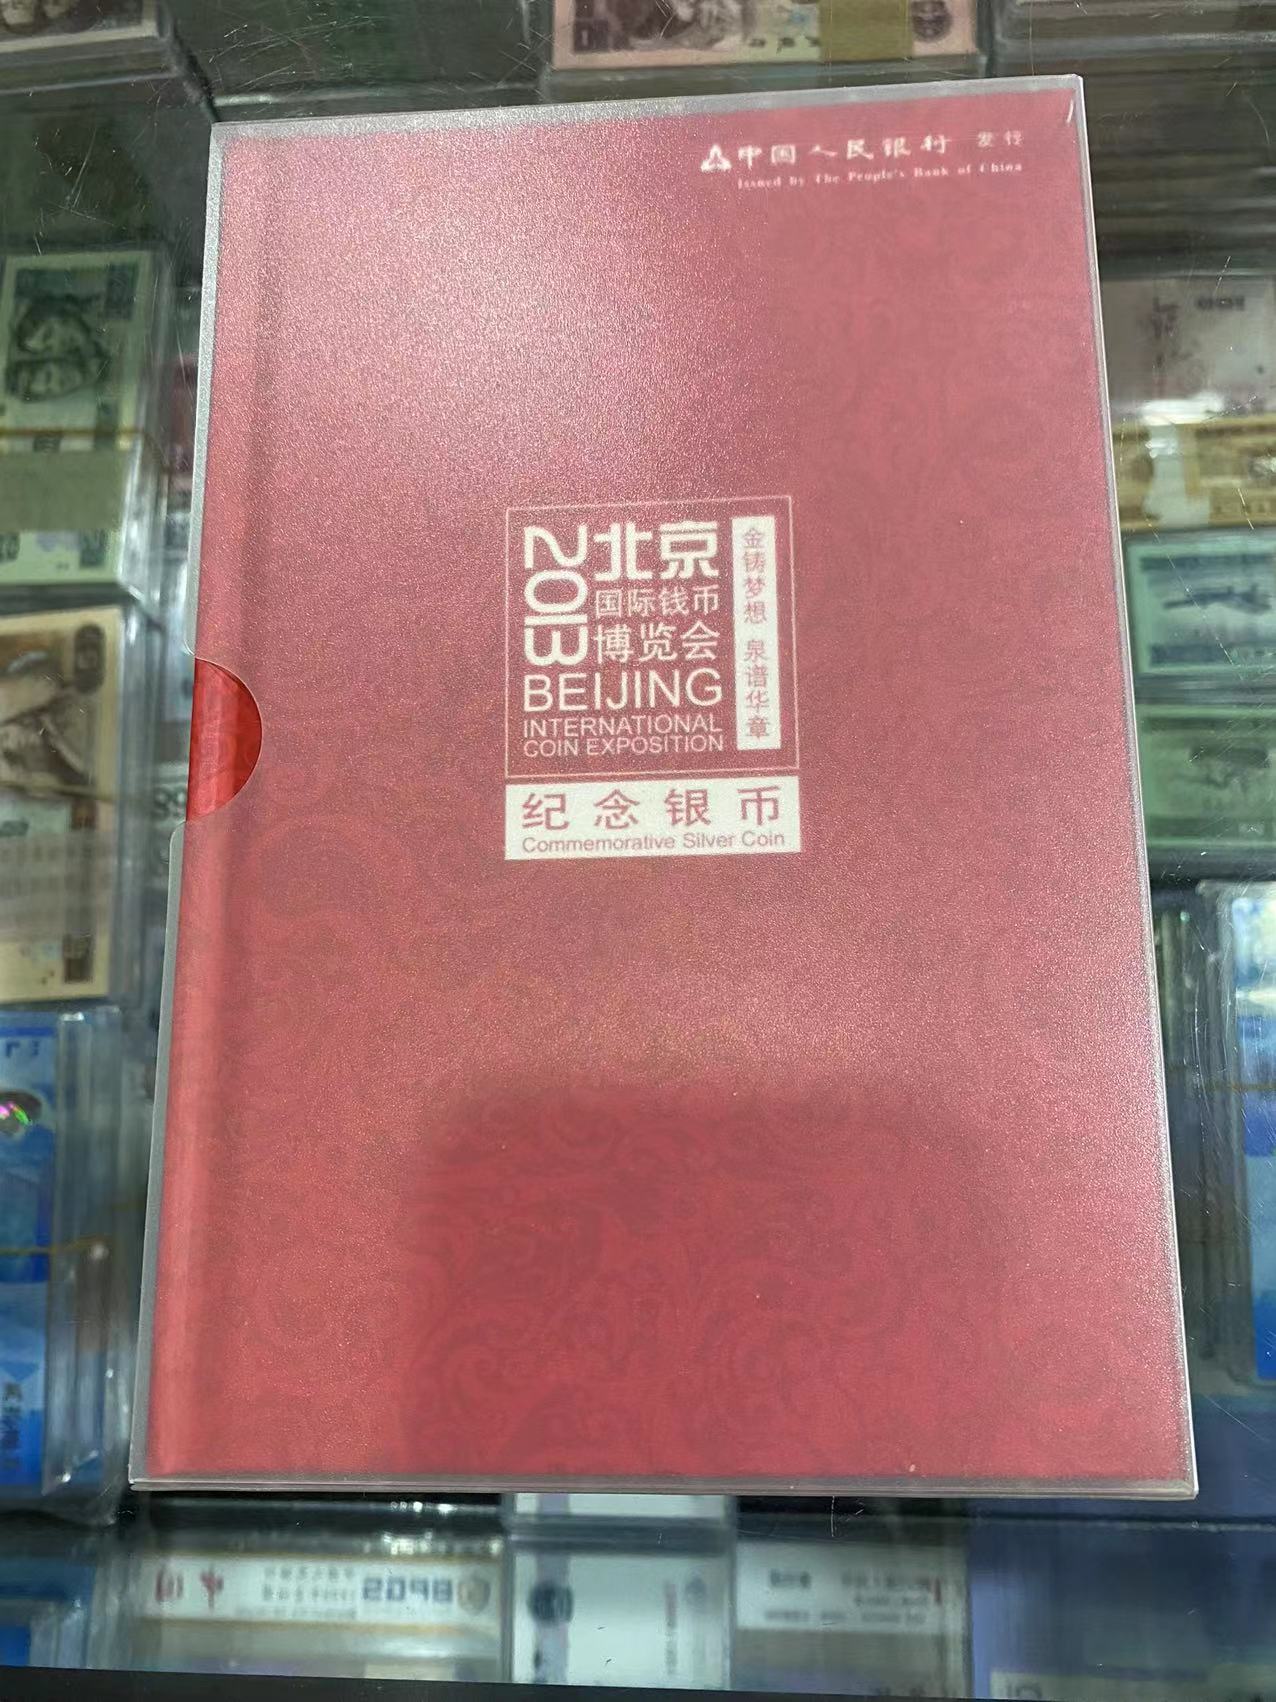 中国人民银行 发行
Issued by The People's Bank of China
2013
北京
国际钱币
博览会
BEIJING
INTERNATIONAL
COIN EXPOSITION
金铸梦想 泉谱华章
纪念银币
Commemorative Silver Coin